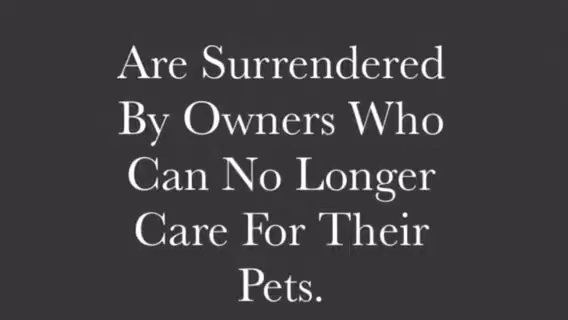 Are Surrendered
By Owners Who
Can No Longer
Care For Their
Pets.